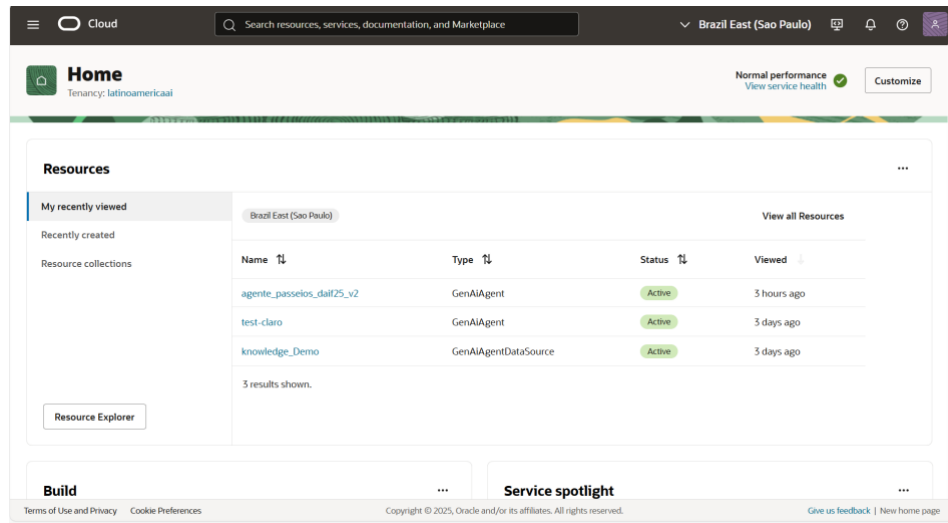 Cloud
Search resources, services, documentation, and Marketplace
Brazil East (Sao Paulo)
Home
Tenancy: latinoamericaai
Normal performance
View service health
Customize
Resources
...
My recently viewed
Recently created
Resource collections
Resource Explorer
Brazil East (Sao Paulo)
View all Resources
Name Type Status Viewed
agente_passeios_daif25_v2 GenAiAgent Active 3 hours ago
test-claro GenAiAgent Active 3 days ago
knowledge_Demo GenAiAgentDataSource Active 3 days ago
3 results shown.
Build ...
Service spotlight ...
Terms of Use and Privacy Cookie Preferences Copyright © 2025, Oracle and/or its affiliates. All rights reserved. Give us feedback | New home page